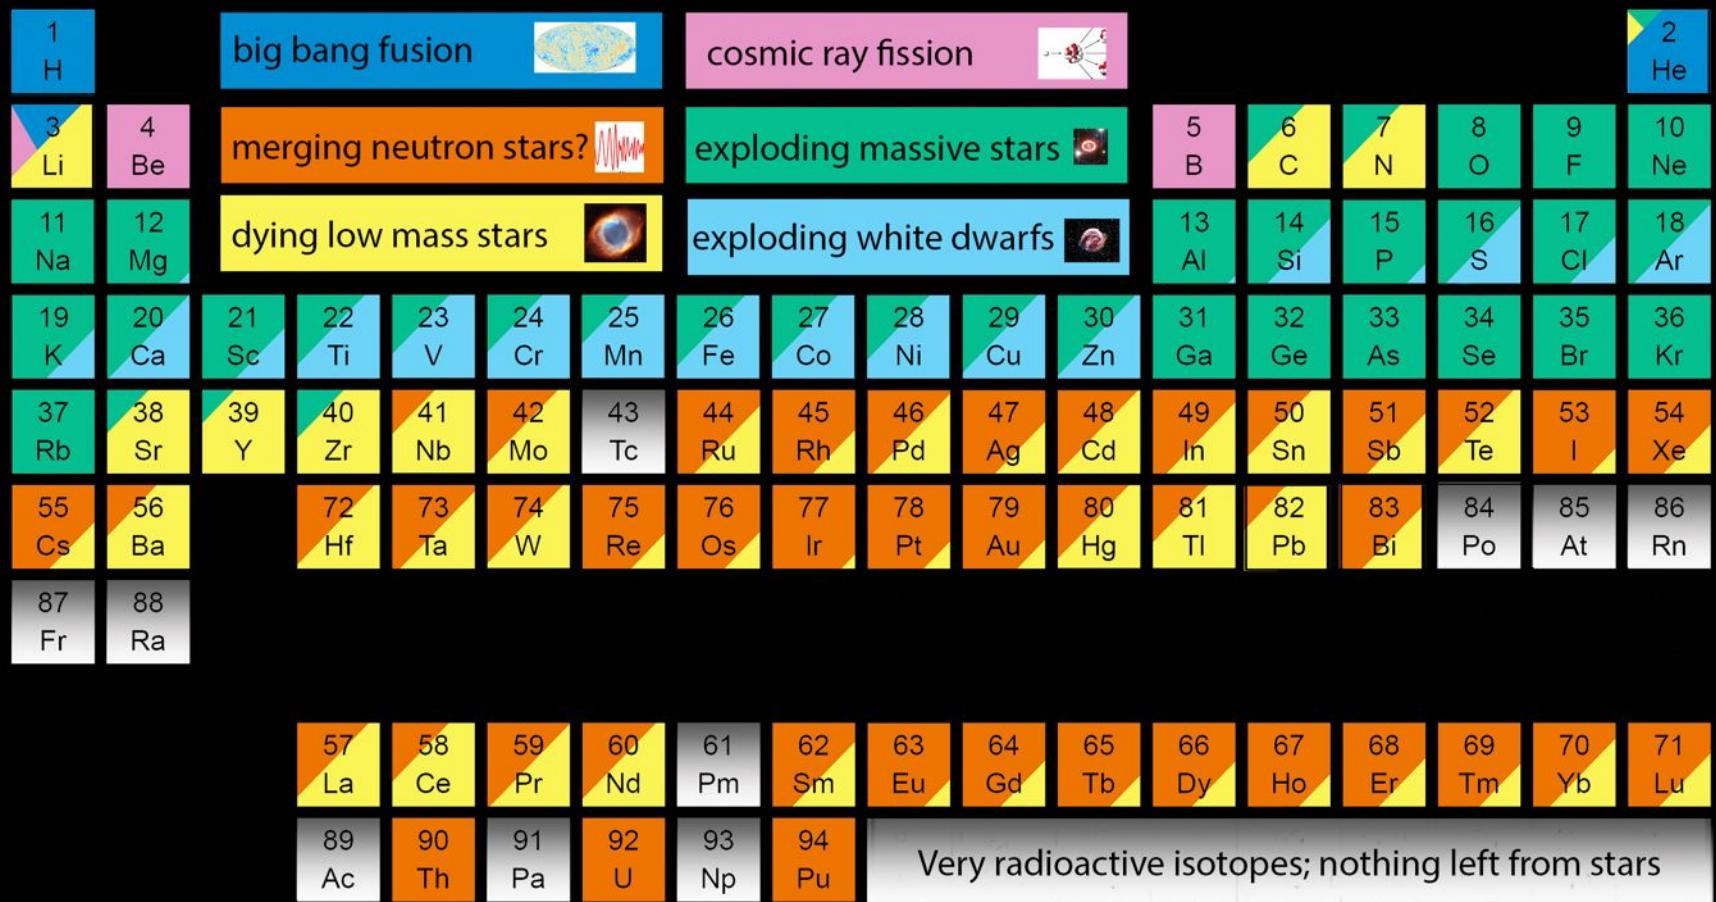 1 big bang fusion cosmic ray fission 2
H He
3 4 merging neutron stars? exploding massive stars 5 6 7 8 9 10
Li Be B C N O F Ne
11 12 dying low mass stars exploding white dwarfs 13 14 15 16 17 18
Na Mg Al Si P S Cl Ar
19 20 21 22 23 24 25 26 27 28 29 30 31 32 33 34 35 36
K Ca Sc Ti V Cr Mn Fe Co Ni Cu Zn Ga Ge As Se Br Kr
37 38 39 40 41 42 43 44 45 46 47 48 49 50 51 52 53 54
Rb Sr Y Zr Nb Mo Tc Ru Rh Pd Ag Cd In Sn Sb Te I Xe
55 56 72 73 74 75 76 77 78 79 80 81 82 83 84 85 86
Cs Ba Hf Ta W Re Os Ir Pt Au Hg Tl Pb Bi Po At Rn
87 88
Fr Ra
57 58 59 60 61 62 63 64 65 66 67 68 69 70 71
La Ce Pr Nd Pm Sm Eu Gd Tb Dy Ho Er Tm Yb Lu
89 90 91 92 93 94 Very radioactive isotopes; nothing left from stars
Ac Th Pa U Np Pu